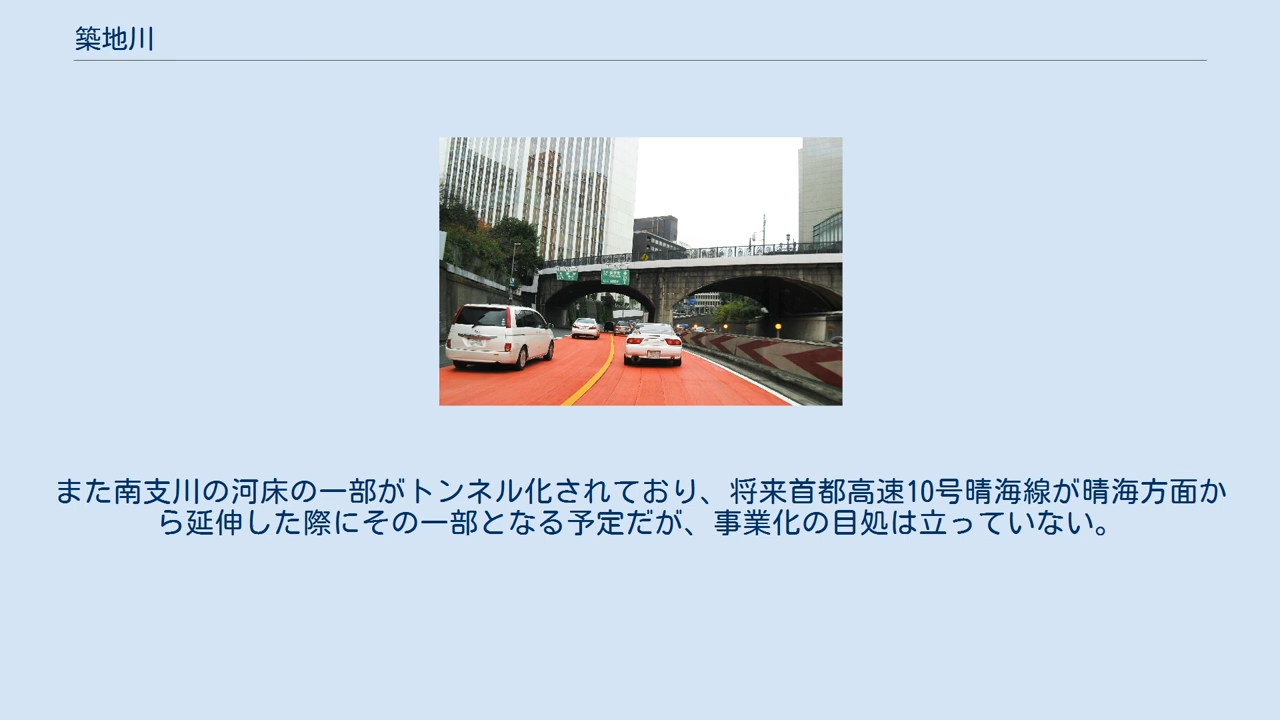 築地川
また南支川の河床の一部がトンネル化されており、将来首都高速10号晴海線が晴海方面か
ら延伸した際にその一部となる予定だが、事業化の目処は立っていない。